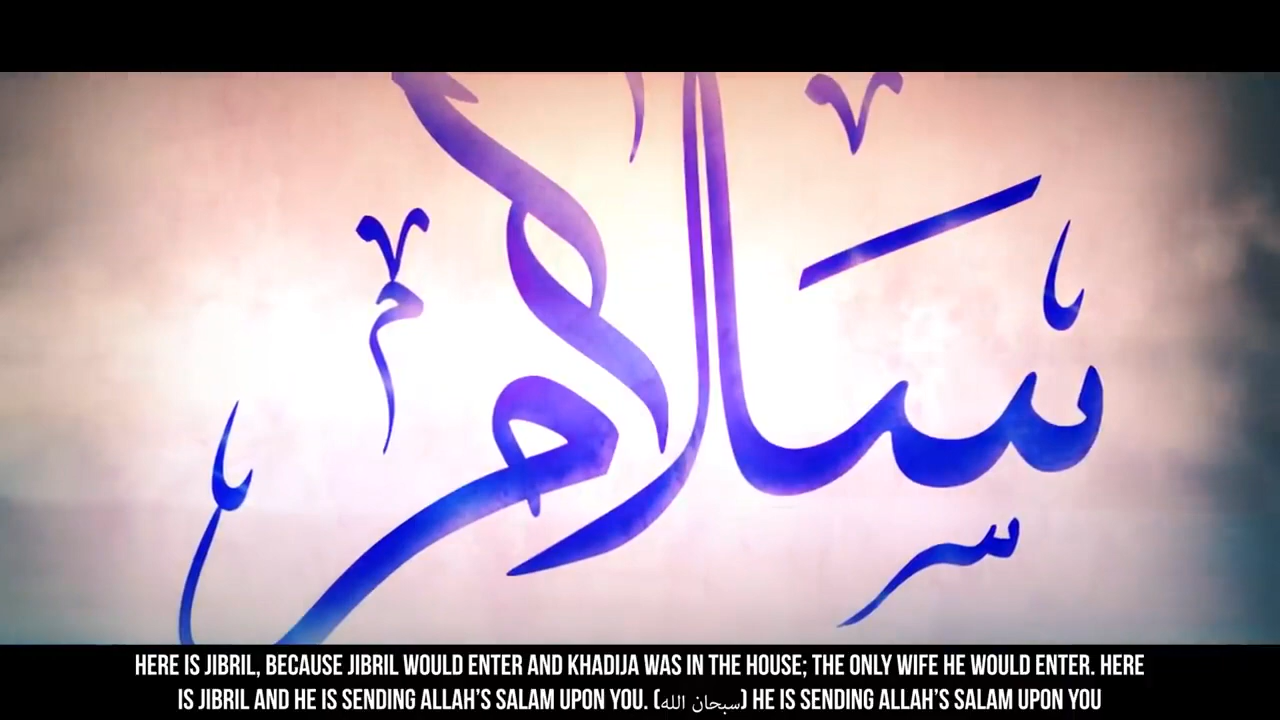 سلام
HERE IS JIBRIL, BECAUSE JIBRIL WOULD ENTER AND KHADIJA WAS IN THE HOUSE; THE ONLY WIFE HE WOULD ENTER. HERE
IS JIBRIL AND HE IS SENDING ALLAH'S SALAM UPON YOU. (سبحان الله) HE IS SENDING ALLAH'S SALAM UPON YOU